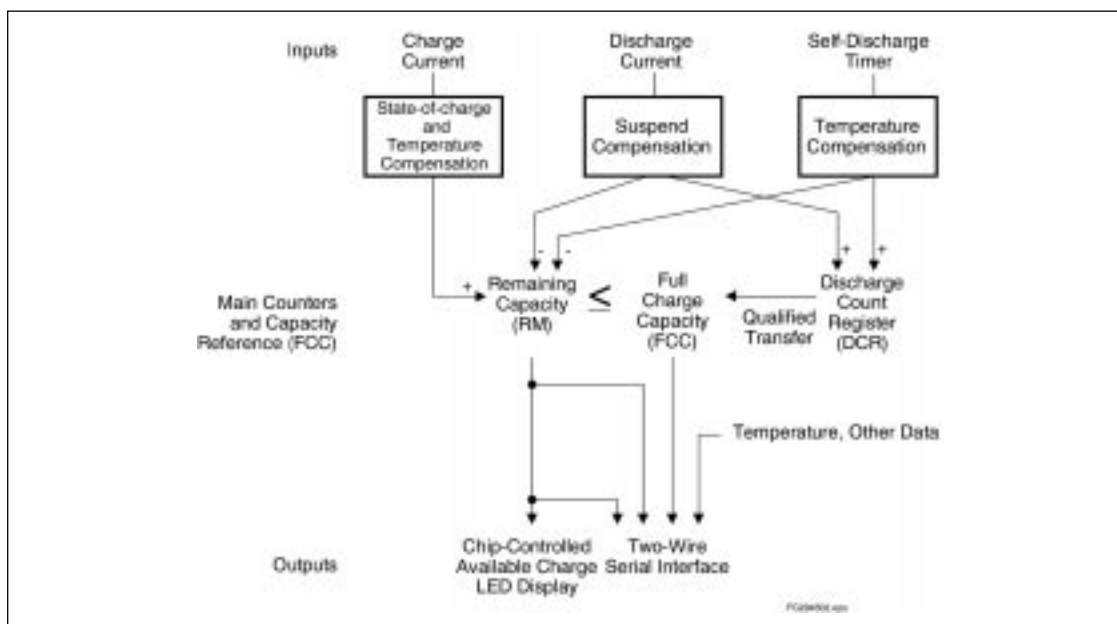 Inputs
Charge
Current
Discharge
Current
Self-Discharge
Timer
State-of-charge
and
Temperature
Compensation
Suspend
Compensation
Temperature
Compensation
- - + +
+
Main Counters
and Capacity
Reference (FCC)
Remaining
Capacity
(RM)
≤
Full
Charge
Capacity
(FCC)
Qualified
Transfer
Discharge
Count
Register
(DCR)
Temperature, Other Data
Outputs
Chip-Controlled
Available Charge
LED Display
Two-Wire
Serial Interface